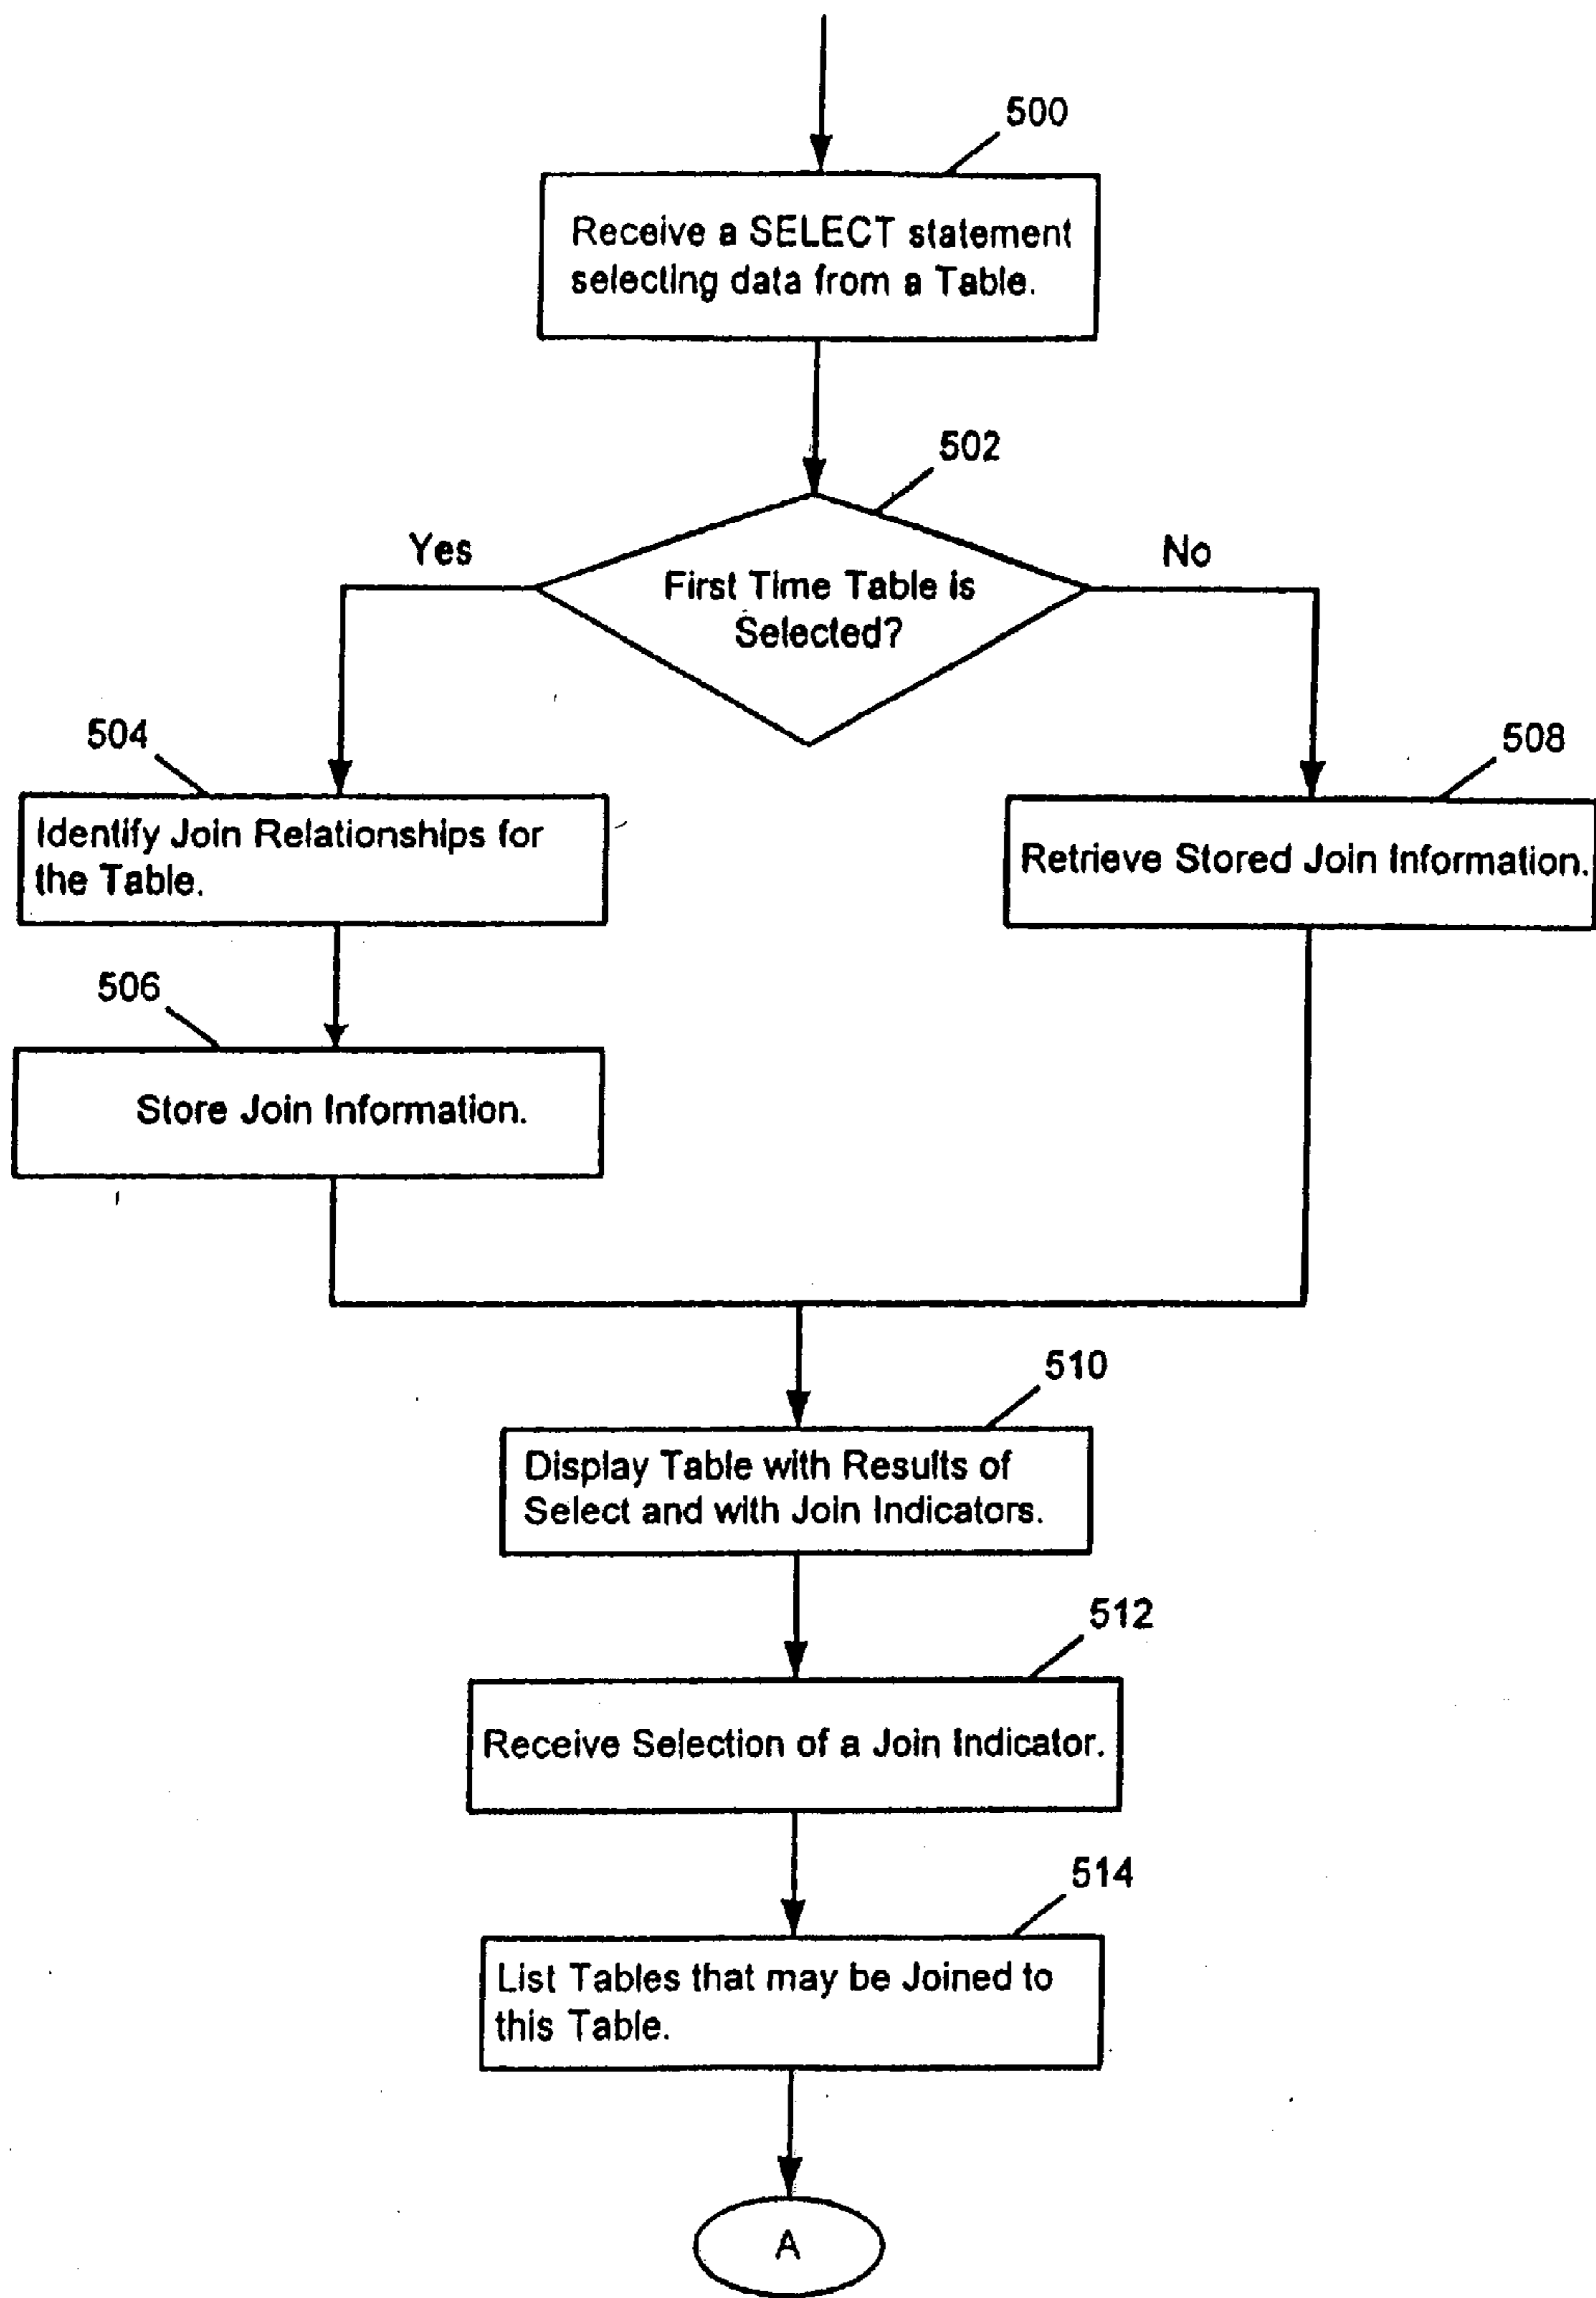 500
Receive a SELECT statement
selecting data from a Table.
502
Yes
No
First Time Table is
Selected?
504
508
Identify Join Relationships for
the Table.
Retrieve Stored Join Information.
506
Store Join Information.
510
Display Table with Results of
Select and with Join Indicators.
512
Receive Selection of a Join Indicator.
514
List Tables that may be Joined to
this Table.
A